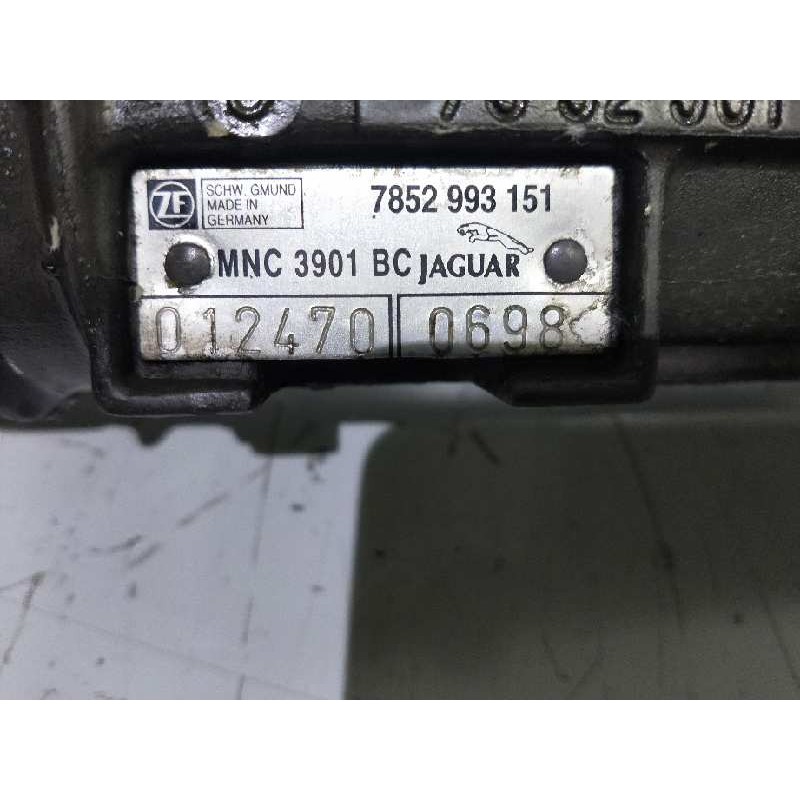 ZF
SCHW. GMUND
MADE IN
GERMANY
7852 993 151
MNC 3901 BC JAGUAR
012470 0698